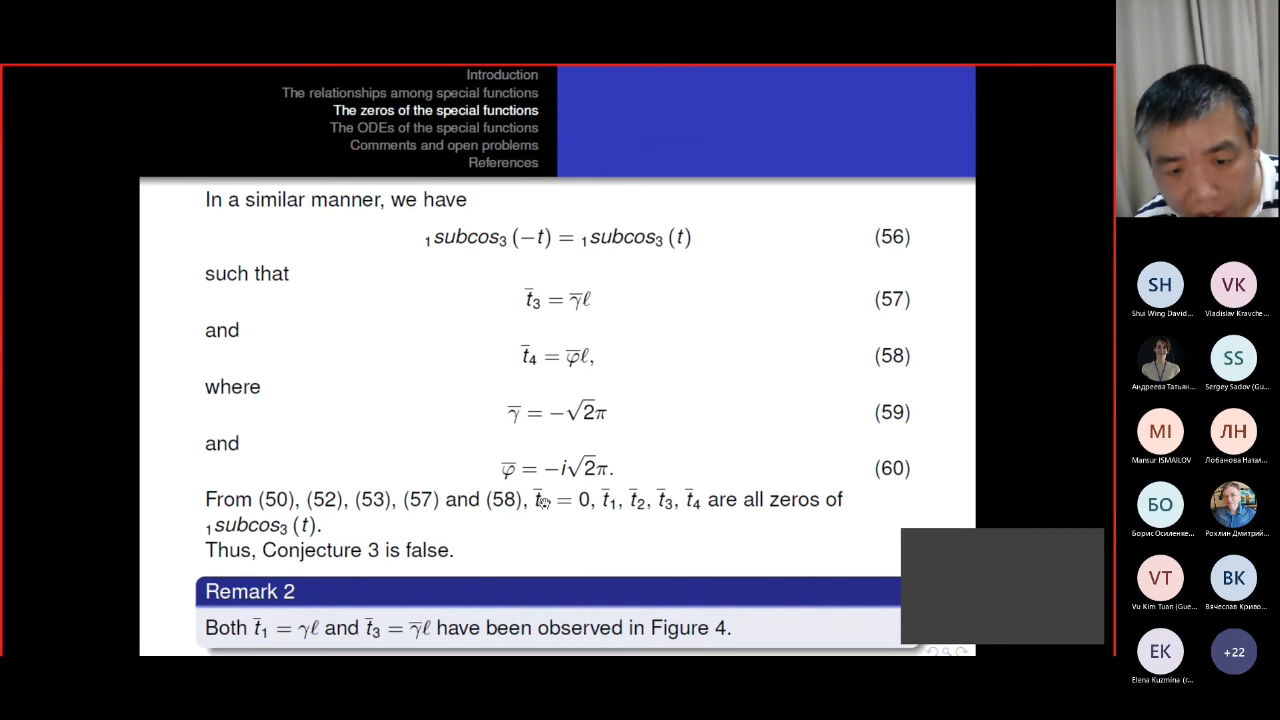 Introduction
The relationships among special functions
The zeros of the special functions
The ODEs of the special functions
Comments and open problems
References
In a similar manner, we have
₁subcos₃ (−t) = ₁subcos₃ (t) (56)
such that
t̄₃ = γ̄ℓ (57)
and
t̄₄ = φ̄ℓ, (58)
where
γ̄ = −√2π (59)
and
φ̄ = −i√2π. (60)
From (50), (52), (53), (57) and (58), t̄₀ = 0, t̄₁, t̄₂, t̄₃, t̄₄ are all zeros of
₁subcos₃ (t).
Thus, Conjecture 3 is false.
Remark 2
Both t̄₁ = γℓ and t̄₃ = γ̄ℓ have been observed in Figure 4.
SH
Shui Wing David...
VK
Vladislav Kravche...
Андреева Татьян...
SS
Sergey Sadov (Gu...
MI
Mansur ISMAILOV
ЛН
Лобанова Натал...
БО
Борис Осиленке...
Рохлин Дмитрий...
VT
Vu Kim Tuan (Gue...
ВК
Вячеслав Криво...
EK
Elena Kuzmina (r...
+22